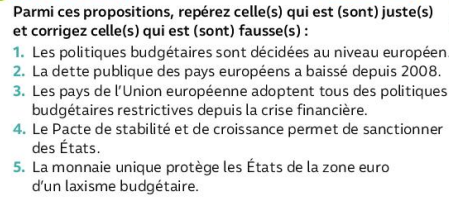 Parmi ces propositions, repérez celle(s) qui est (sont) juste(s)
et corrigez celle(s) qui est (sont) fausse(s) :
1. Les politiques budgétaires sont décidées au niveau européen.
2. La dette publique des pays européens a baissé depuis 2008.
3. Les pays de l'Union européenne adoptent tous des politiques
budgétaires restrictives depuis la crise financière.
4. Le Pacte de stabilité et de croissance permet de sanctionner
des États.
5. La monnaie unique protège les États de la zone euro
d'un laxisme budgétaire.